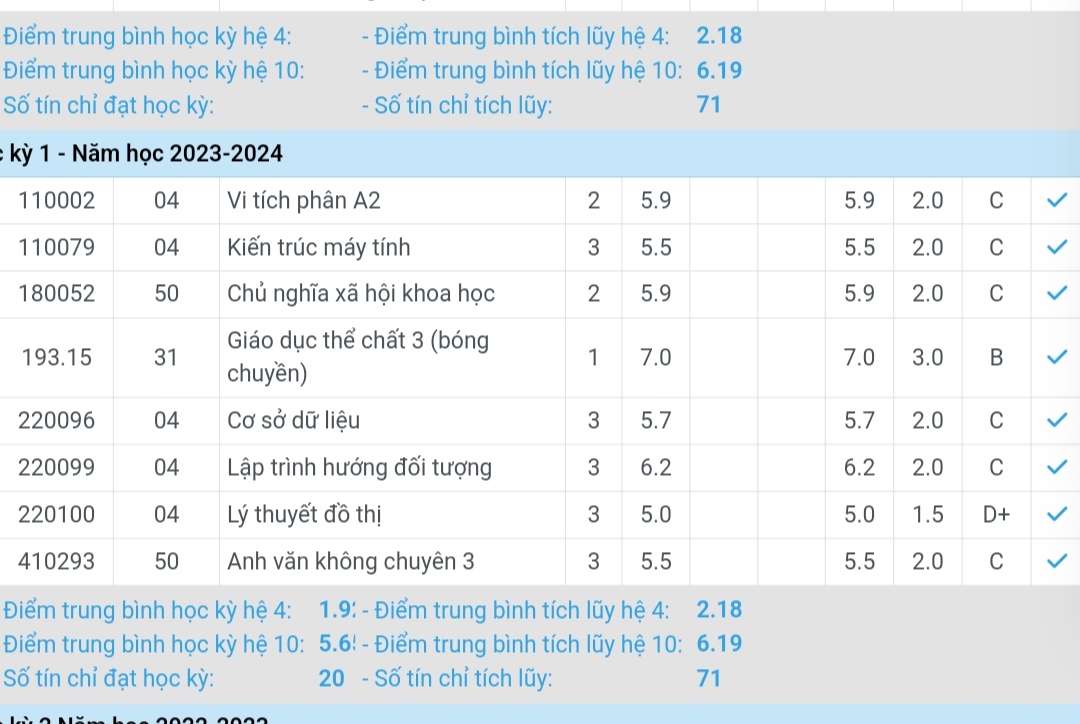 Điểm trung bình học kỳ hệ 4: - Điểm trung bình tích lũy hệ 4: 2.18
Điểm trung bình học kỳ hệ 10: - Điểm trung bình tích lũy hệ 10: 6.19
Số tín chỉ đạt học kỳ: - Số tín chỉ tích lũy: 71
kỳ 1 - Năm học 2023-2024
110002 04 Vi tích phân A2 2 5.9 5.9 2.0 C
110079 04 Kiến trúc máy tính 3 5.5 5.5 2.0 C
180052 50 Chủ nghĩa xã hội khoa học 2 5.9 5.9 2.0 C
193.15 31 Giáo dục thể chất 3 (bóng 1 7.0 7.0 3.0 B
chuyền)
220096 04 Cơ sở dữ liệu 3 5.7 5.7 2.0 C
220099 04 Lập trình hướng đối tượng 3 6.2 6.2 2.0 C
220100 04 Lý thuyết đồ thị 3 5.0 5.0 1.5 D+
410293 50 Anh văn không chuyên 3 3 5.5 5.5 2.0 C
Điểm trung bình học kỳ hệ 4: 1.9 - Điểm trung bình tích lũy hệ 4: 2.18
Điểm trung bình học kỳ hệ 10: 5.6 - Điểm trung bình tích lũy hệ 10: 6.19
Số tín chỉ đạt học kỳ: 20 - Số tín chỉ tích lũy: 71